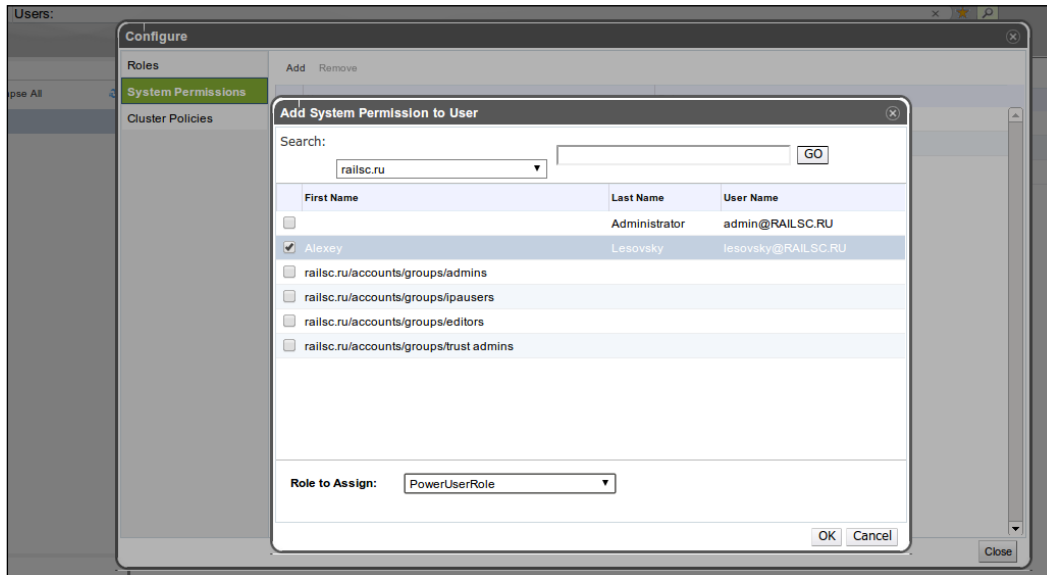 Users:
Configure
Roles
Add Remove
apse All
System Permissions
Cluster Policies
Add System Permission to User
Search:
railsc.ru
GO
First Name Last Name User Name
Administrator admin@RAILSC.RU
Alexey Lesovsky lesovsky@RAILSC.RU
railsc.ru/accounts/groups/admins
railsc.ru/accounts/groups/ipausers
railsc.ru/accounts/groups/editors
railsc.ru/accounts/groups/trust admins
Role to Assign: PowerUserRole
OK Cancel
Close